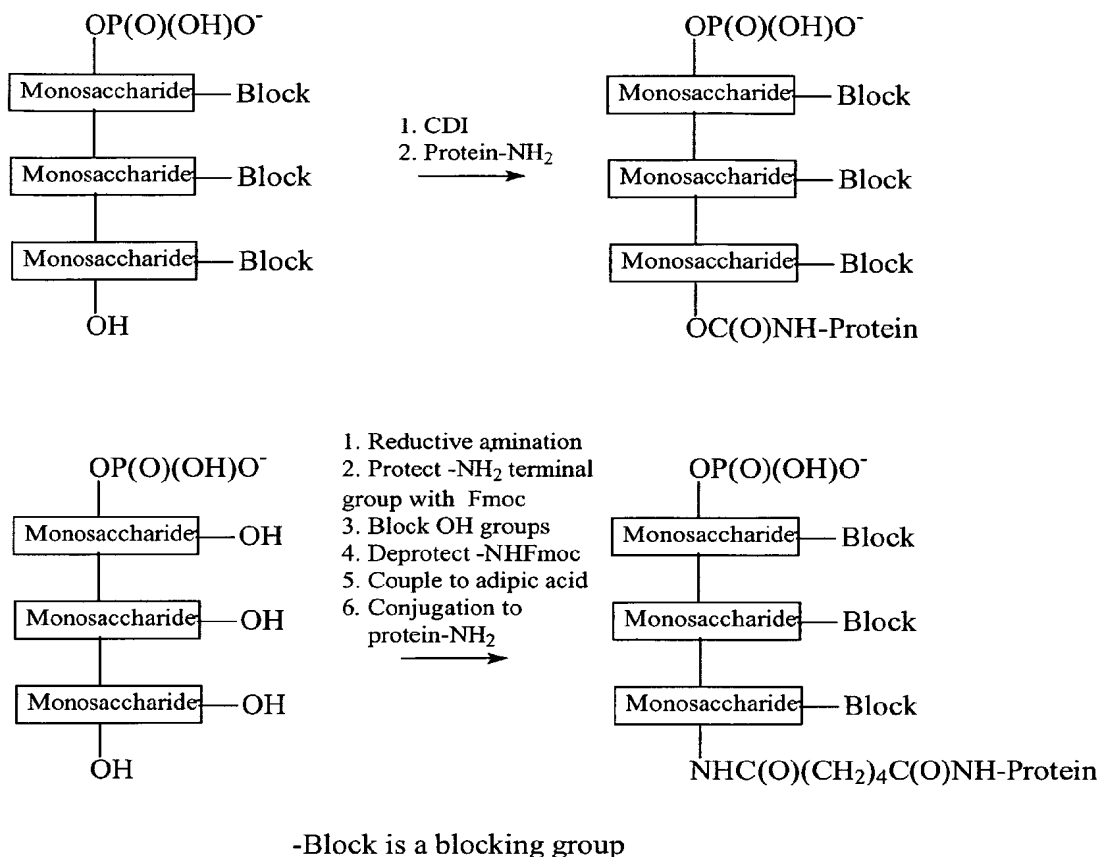 OP(O)(OH)O⁻
Monosaccharide Block
Monosaccharide Block
Monosaccharide Block
OH
1. CDI
2. Protein-NH₂
OP(O)(OH)O⁻
Monosaccharide Block
Monosaccharide Block
Monosaccharide Block
OC(O)NH-Protein
OP(O)(OH)O⁻
Monosaccharide OH
Monosaccharide OH
Monosaccharide OH
OH
1. Reductive amination
2. Protect -NH₂ terminal
group with Fmoc
3. Block OH groups
4. Deprotect -NHFmoc
5. Couple to adipic acid
6. Conjugation to
protein-NH₂
OP(O)(OH)O⁻
Monosaccharide Block
Monosaccharide Block
Monosaccharide Block
NHC(O)(CH₂)₄C(O)NH-Protein
-Block is a blocking group